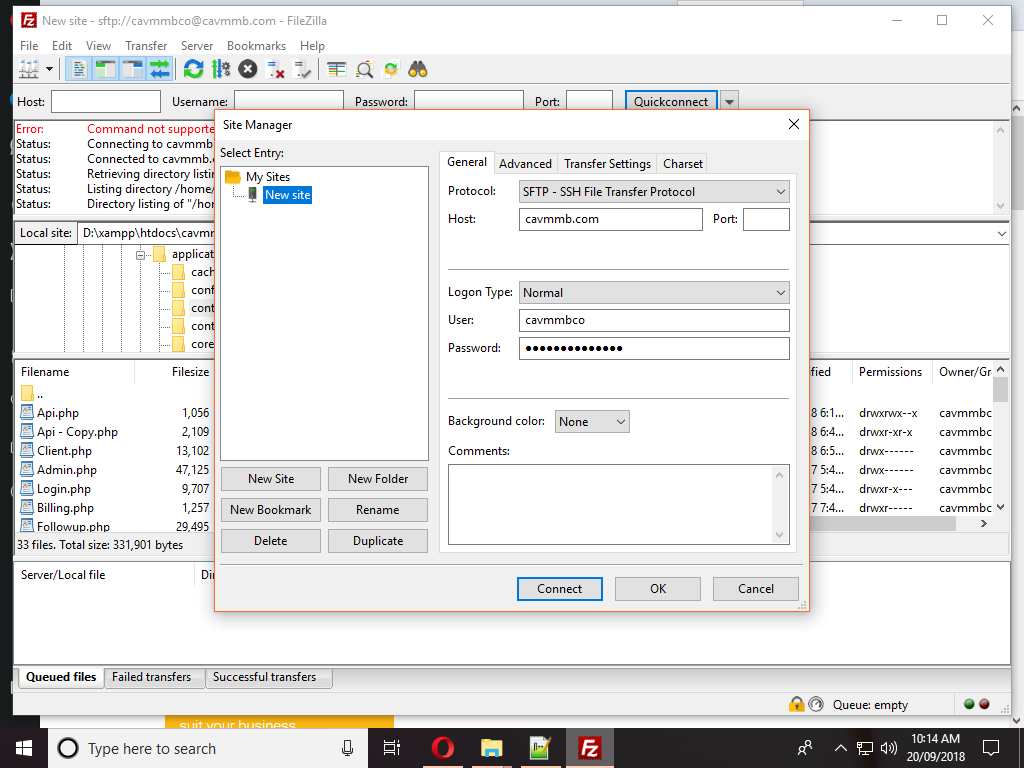 New site - sftp://cavmmbco@cavmmb.com - FileZilla
File Edit View Transfer Server Bookmarks Help
Host: Username: Password: Port: Quickconnect
Error: Command not supporte
Status: Connecting to cavmmb
Status: Connected to cavmmb.
Status: Retrieving directory listin
Status: Listing directory /home/
Status: Directory listing of "/ho
Local site: D:\xampp\htdocs\cavmm
applicat
cach
conf
cont
cont
core
Filename Filesize
..
Api.php 1,056
Api - Copy.php 2,109
Client.php 13,102
Admin.php 47,125
Login.php 9,707
Billing.php 1,257
Followup.php 29,495
33 files. Total size: 331,901 bytes
Site Manager
Select Entry:
My Sites
New site
New Site New Folder
New Bookmark Rename
Delete Duplicate
General Advanced Transfer Settings Charset
Protocol: SFTP - SSH File Transfer Protocol
Host: cavmmb.com Port:
Logon Type: Normal
User: cavmmbco
Password: ●●●●●●●●●●●●●●
Background color: None
Comments:
Connect OK Cancel
fied Permissions Owner/Gr
8 6:1... drwxrwx--x cavmmbc
8 6:4... drwxr-xr-x cavmmbc
8 6:5... drwx------ cavmmbc
7 5:4... drwx------ cavmmbc
7 5:4... drwxr-x--- cavmmbc
7 7:4... drwxr----- cavmmbc
Server/Local file Di
Queued files Failed transfers Successful transfers
Queue: empty
suit your business
Type here to search
10:14 AM
20/09/2018